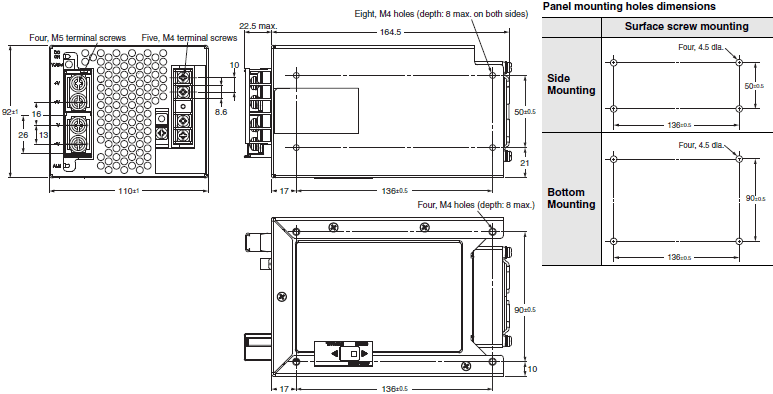 Eight, M4 holes (depth: 8 max. on both sides)
22.5 max.
164.5
Four, M5 terminal screws
Five, M4 terminal screws
10
92±1
16
26
13
8.6
50±0.5
21
110±1
17
136±0.5
Four, M4 holes (depth: 8 max.)
90±0.5
10
17
136±0.5
Panel mounting holes dimensions
Surface screw mounting
Side
Mounting
Four, 4.5 dia.
50±0.5
136±0.5
Bottom
Mounting
Four, 4.5 dia.
90±0.5
136±0.5